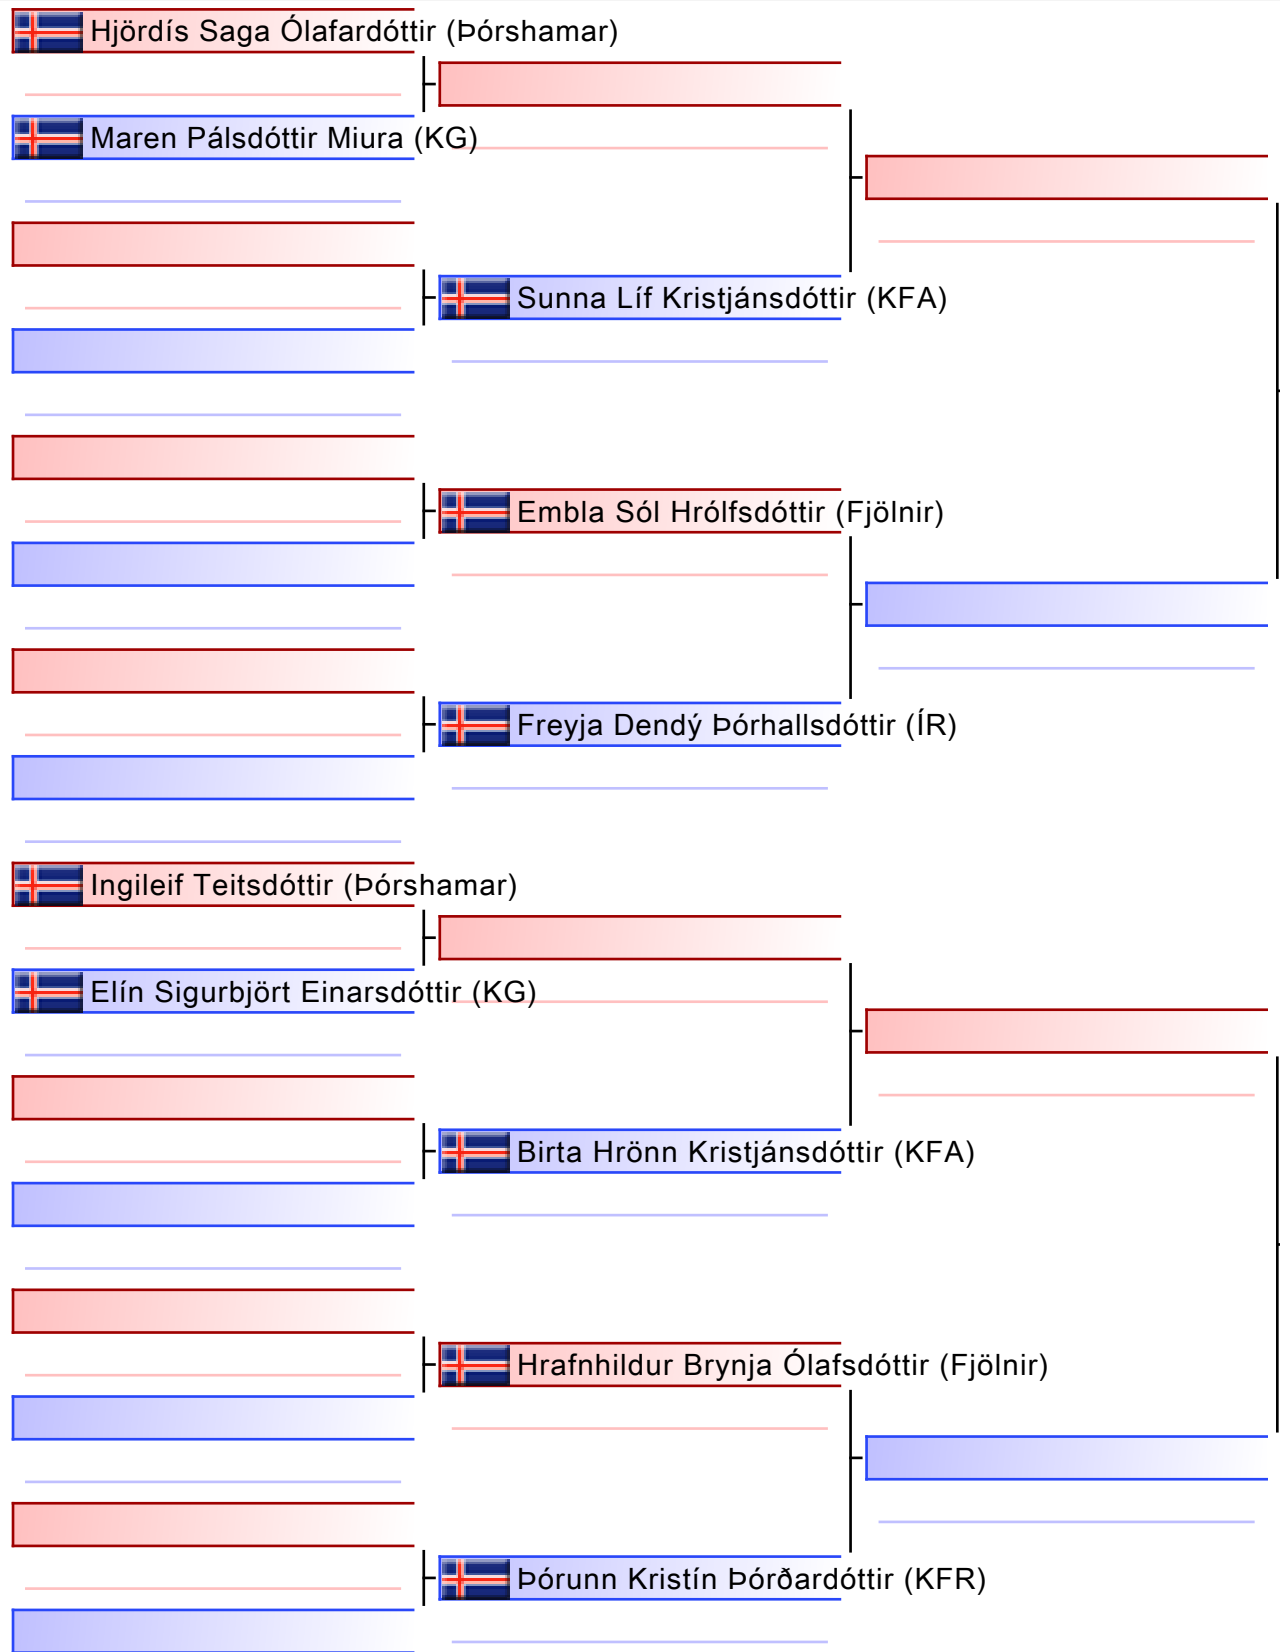 Hjördís Saga Ólafardóttir (Þórshamar)
Maren Pálsdóttir Miura (KG)
Sunna Líf Kristjánsdóttir (KFA)
Embla Sól Hrólfsdóttir (Fjölnir)
Freyja Dendý Þórhallsdóttir (ÍR)
Ingileif Teitsdóttir (Þórshamar)
Elín Sigurbjört Einarsdóttir (KG)
Birta Hrönn Kristjánsdóttir (KFA)
Hrafnhildur Brynja Ólafsdóttir (Fjölnir)
Þórunn Kristín Þórðardóttir (KFR)